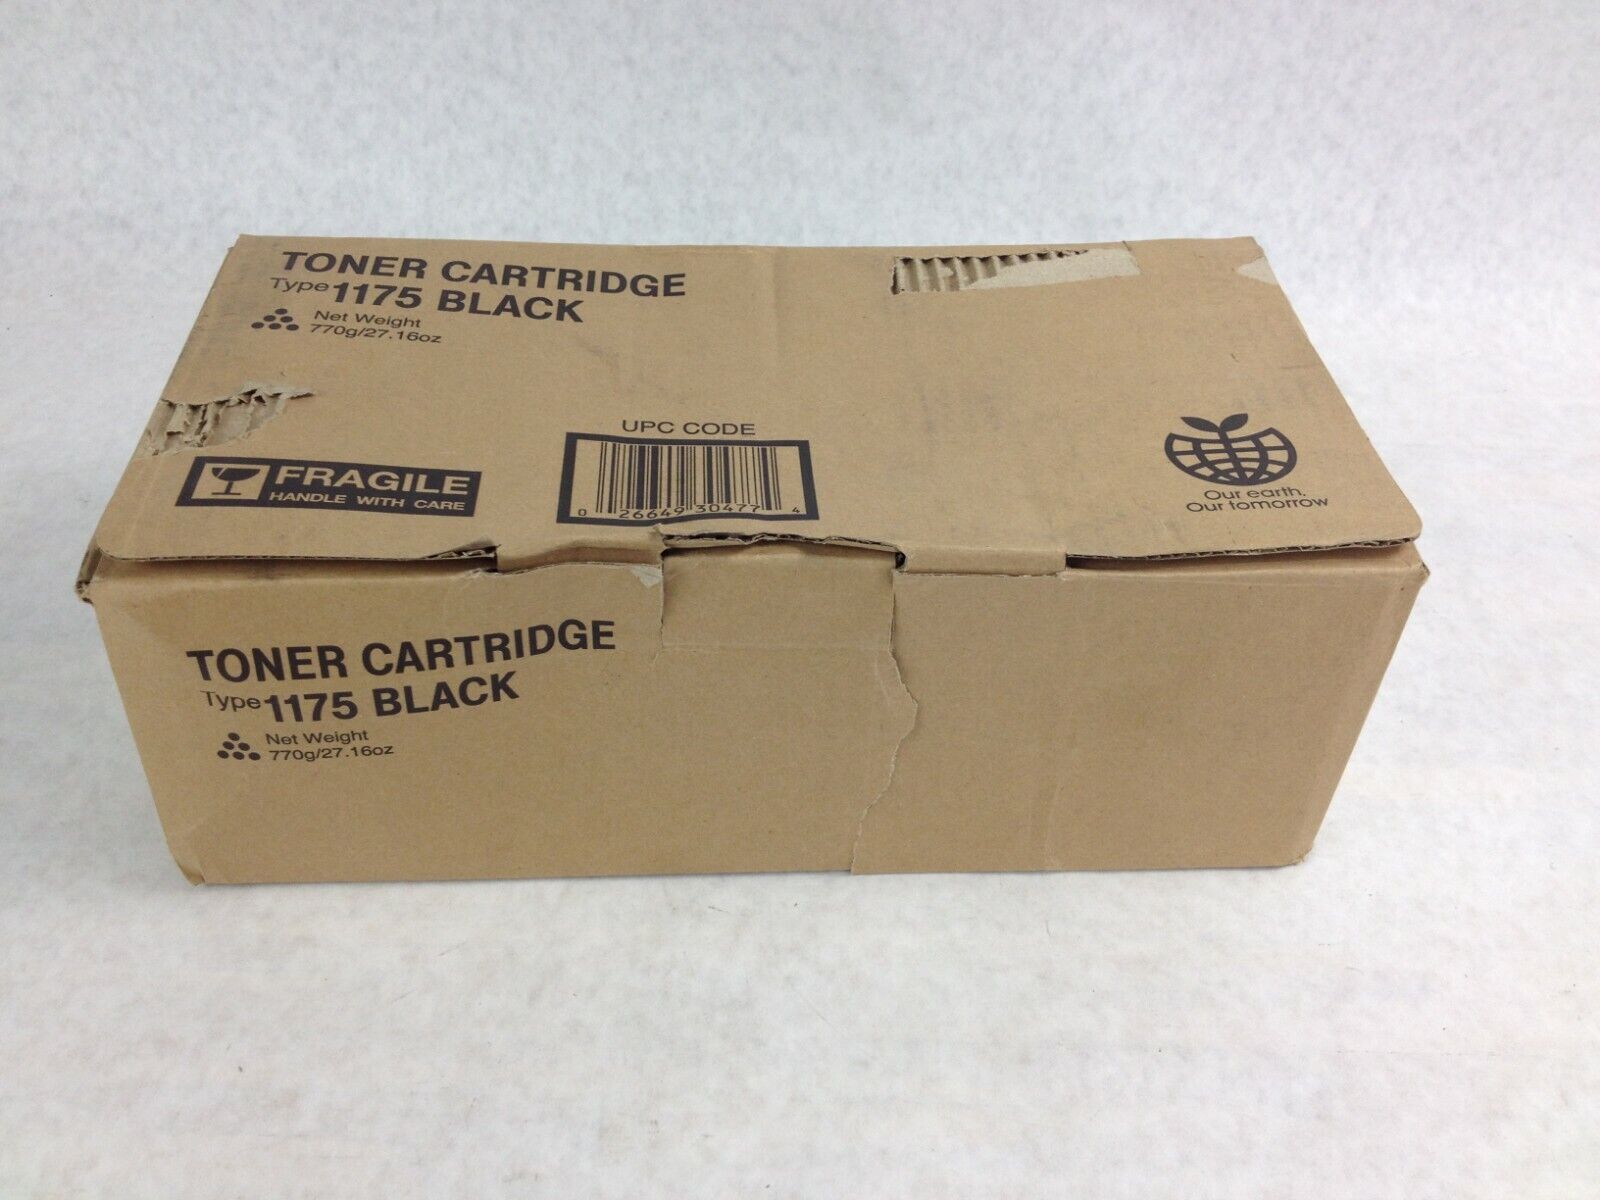 TONER CARTRIDGE
Type 1175 BLACK
Net Weight
770g/27.16oz
FRAGILE
HANDLE WITH CARE
UPC CODE
0 26649 30477 4
Our earth,
Our tomorrow
TONER CARTRIDGE
Type 1175 BLACK
Net Weight
770g/27.16oz